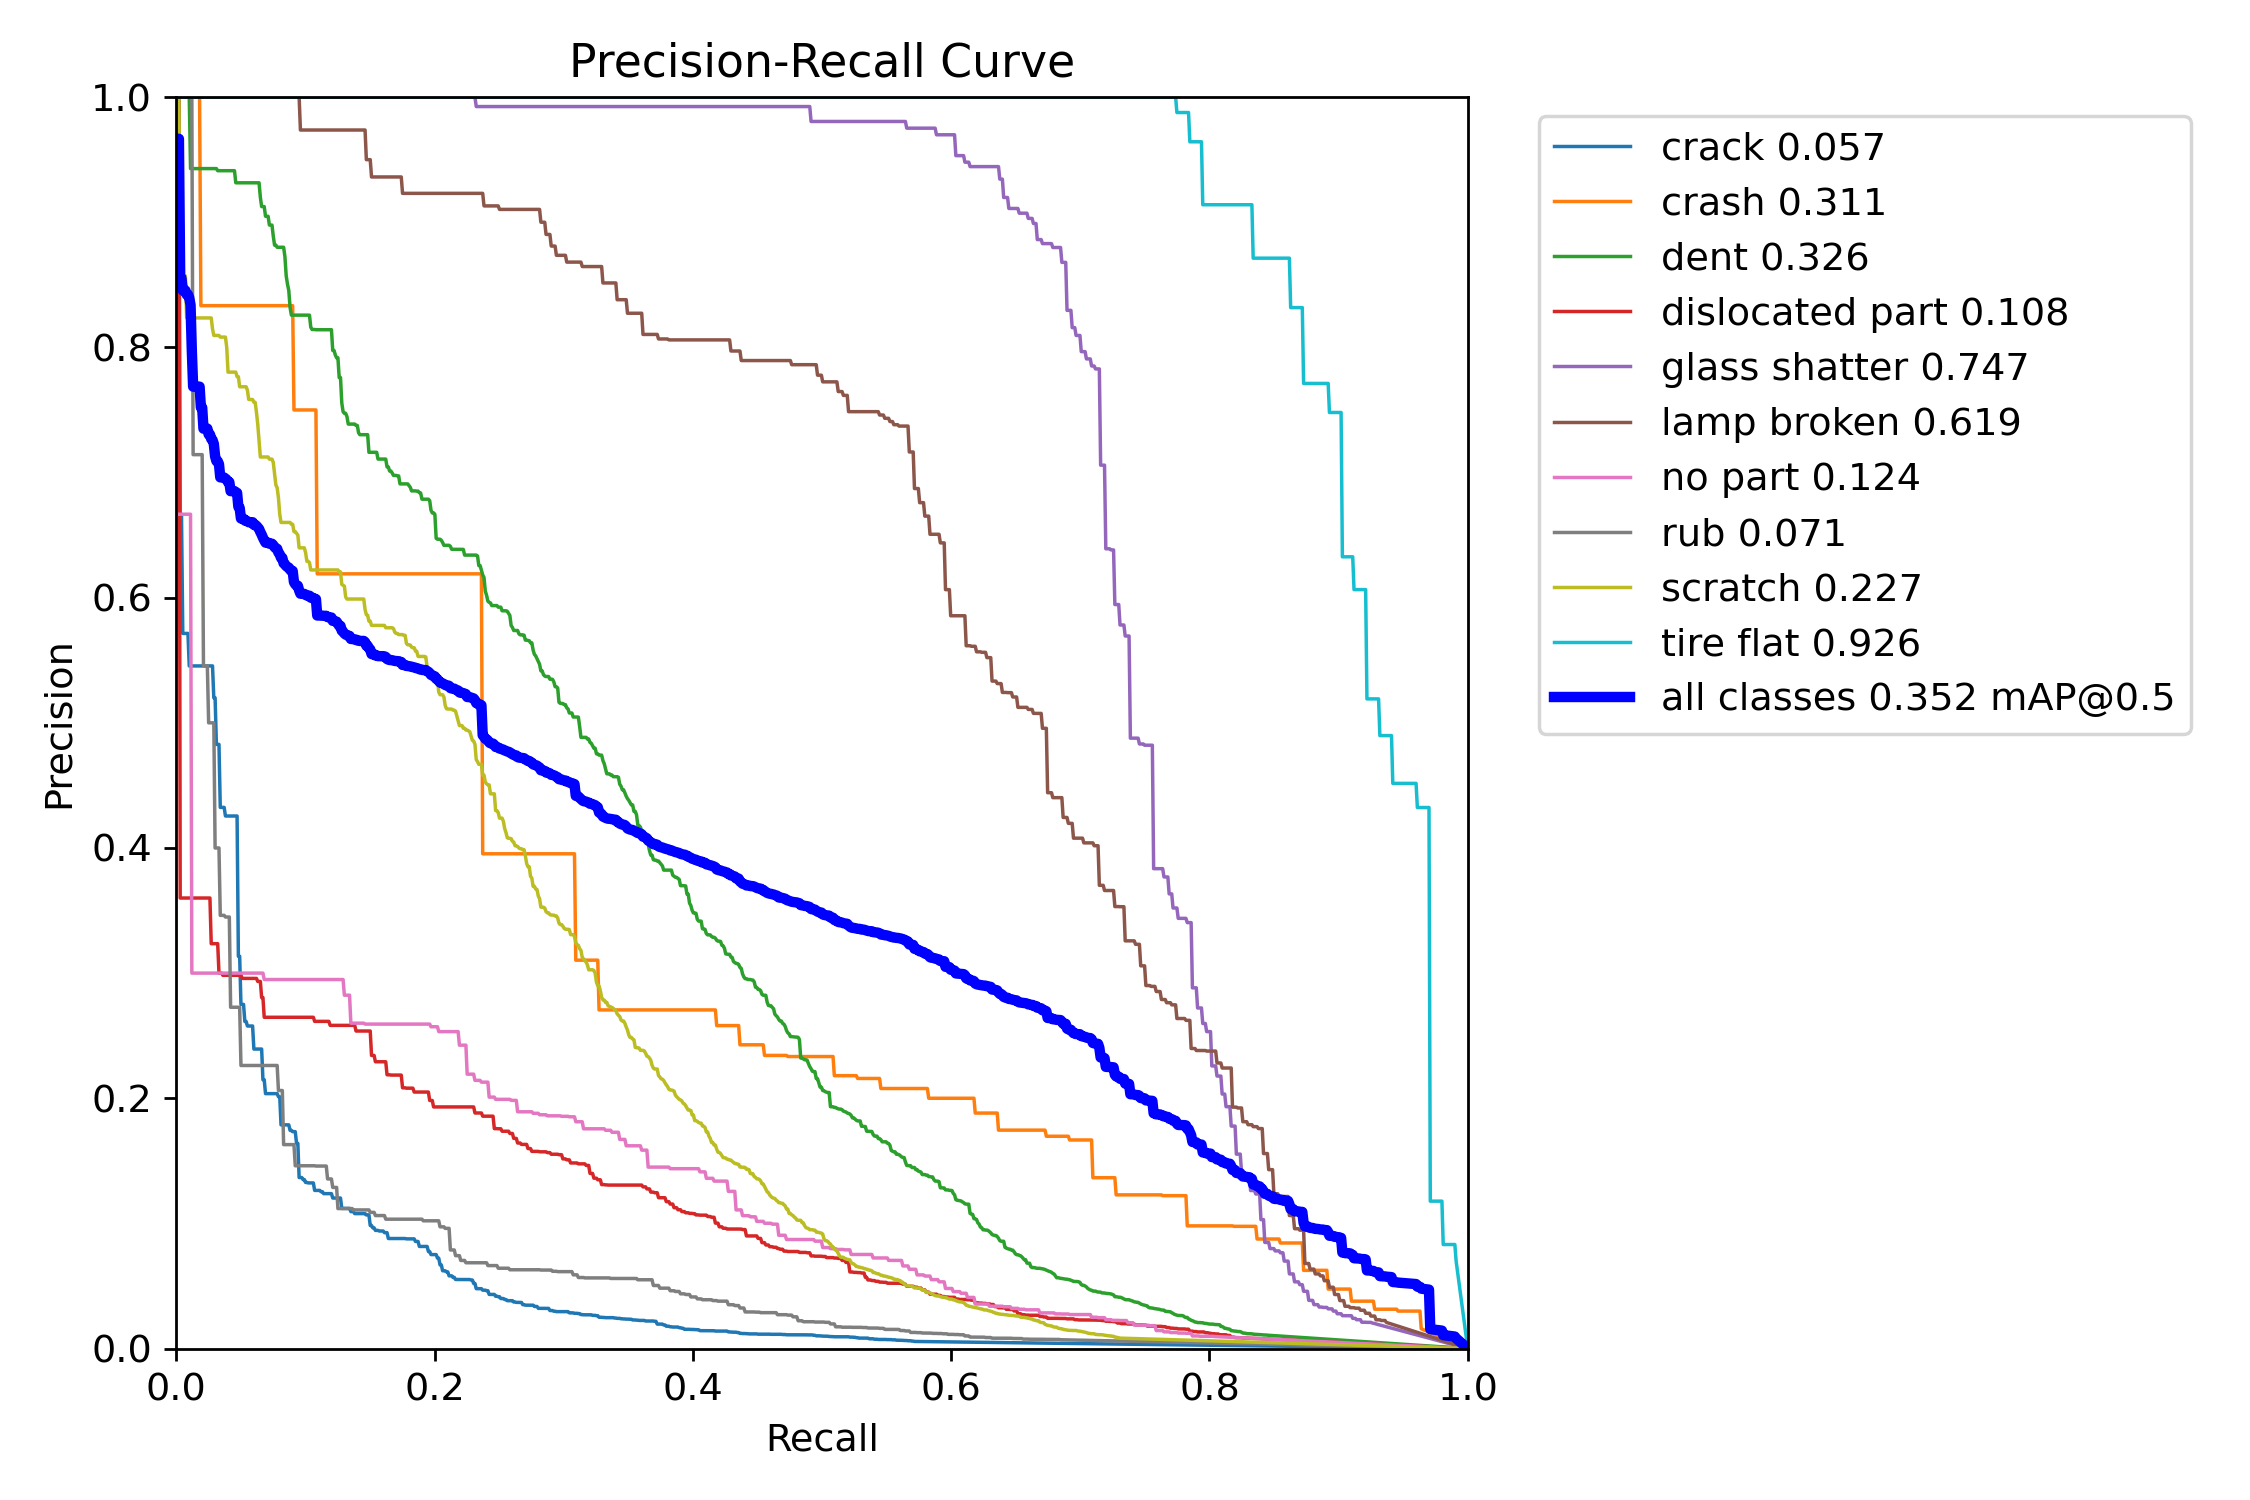 Precision-Recall Curve
1.0
0.8
0.6
0.4
0.2
0.0
Precision
0.0 0.2 0.4 0.6 0.8 1.0
Recall
crack 0.057
crash 0.311
dent 0.326
dislocated part 0.108
glass shatter 0.747
lamp broken 0.619
no part 0.124
rub 0.071
scratch 0.227
tire flat 0.926
all classes 0.352 mAP@0.5